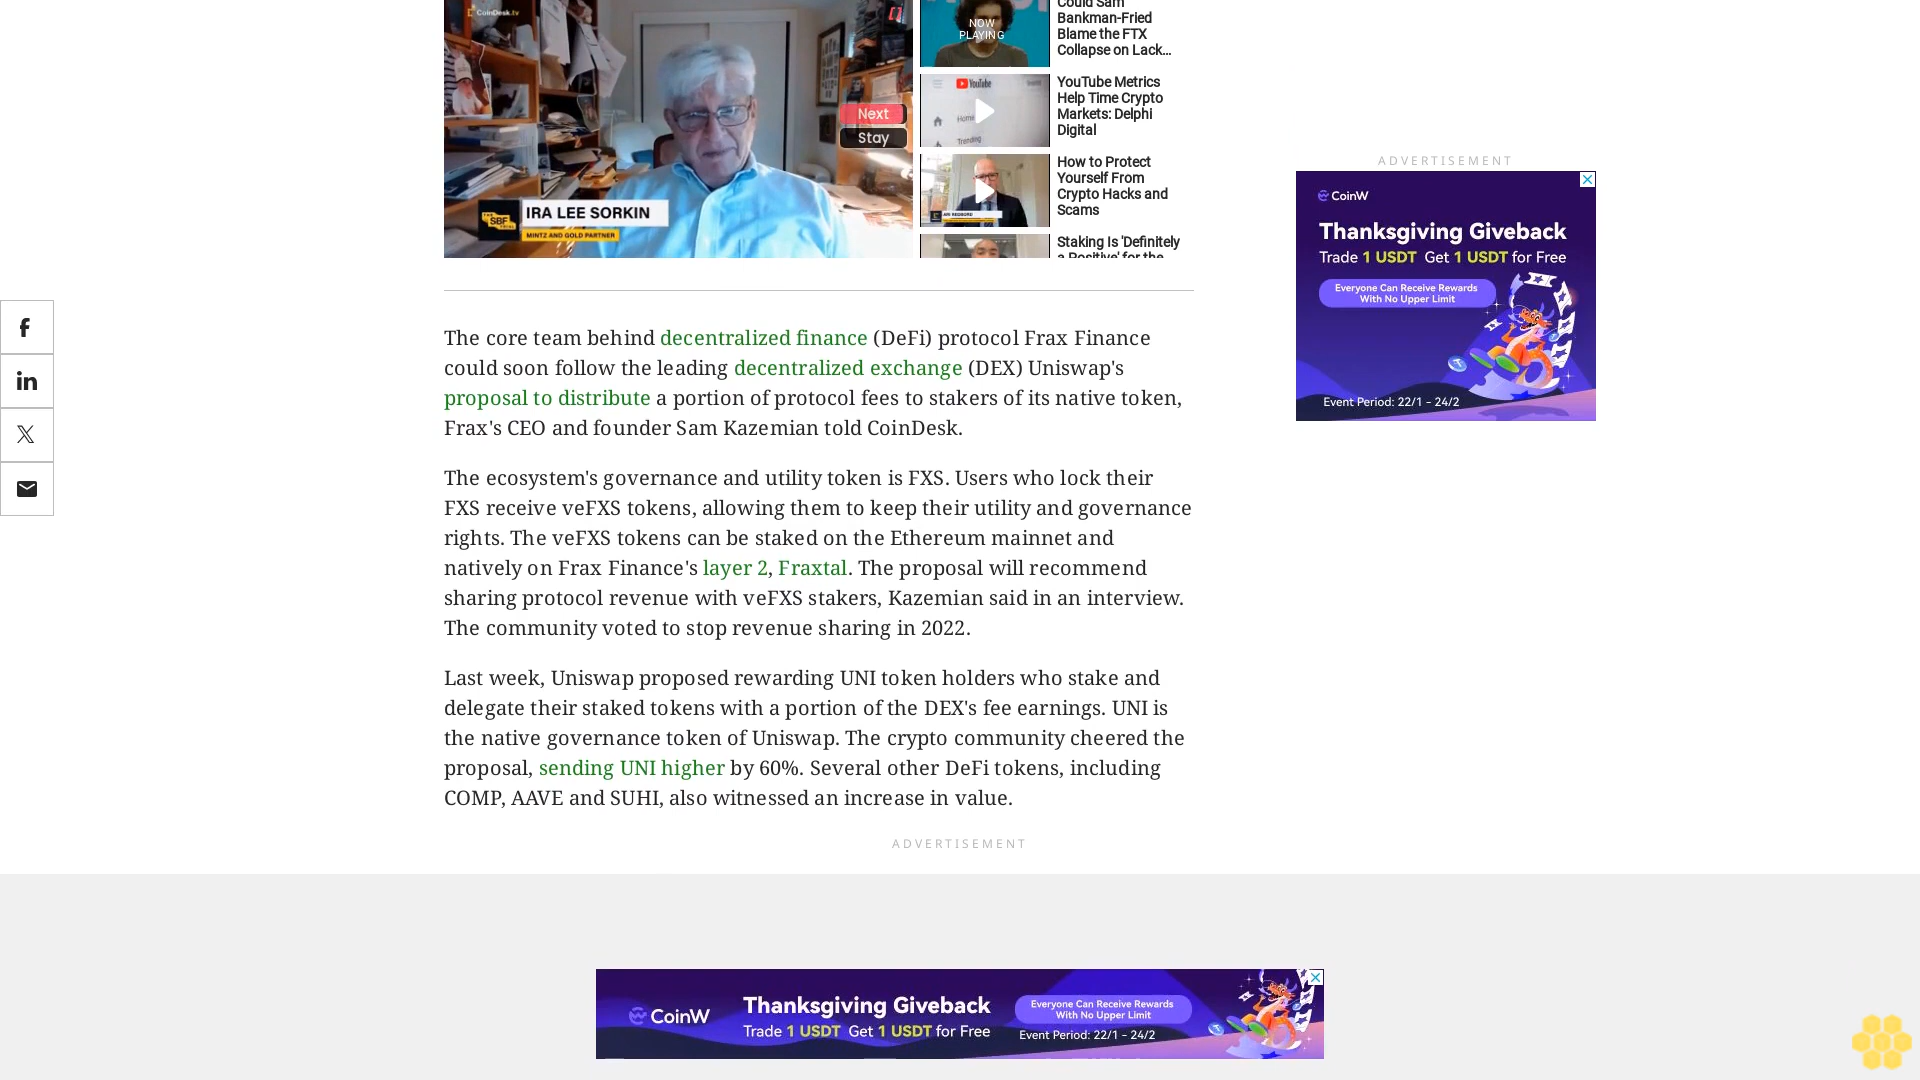 CoinDesk.tv
Next
Stay
THE SBF TRIAL
IRA LEE SORKIN
MINTZ AND GOLD PARTNER
NOW
PLAYING
Could Sam
Bankman-Fried
Blame the FTX
Collapse on Lack...
YouTube
Home
Trending
YouTube Metrics
Help Time Crypto
Markets: Delphi
Digital
ARI REDBORD
How to Protect
Yourself From
Crypto Hacks and
Scams
Staking Is 'Definitely
a Positive' for the
The core team behind decentralized finance (DeFi) protocol Frax Finance
could soon follow the leading decentralized exchange (DEX) Uniswap's
proposal to distribute a portion of protocol fees to stakers of its native token,
Frax's CEO and founder Sam Kazemian told CoinDesk.
The ecosystem's governance and utility token is FXS. Users who lock their
FXS receive veFXS tokens, allowing them to keep their utility and governance
rights. The veFXS tokens can be staked on the Ethereum mainnet and
natively on Frax Finance's layer 2, Fraxtal. The proposal will recommend
sharing protocol revenue with veFXS stakers, Kazemian said in an interview.
The community voted to stop revenue sharing in 2022.
Last week, Uniswap proposed rewarding UNI token holders who stake and
delegate their staked tokens with a portion of the DEX's fee earnings. UNI is
the native governance token of Uniswap. The crypto community cheered the
proposal, sending UNI higher by 60%. Several other DeFi tokens, including
COMP, AAVE and SUHI, also witnessed an increase in value.
ADVERTISEMENT
CoinW
Thanksgiving Giveback
Trade 1 USDT Get 1 USDT for Free
Everyone Can Receive Rewards
With No Upper Limit
Event Period: 22/1 - 24/2
ADVERTISEMENT
CoinW
Thanksgiving Giveback
Trade 1 USDT Get 1 USDT for Free
Everyone Can Receive Rewards
With No Upper Limit
Event Period: 22/1 - 24/2